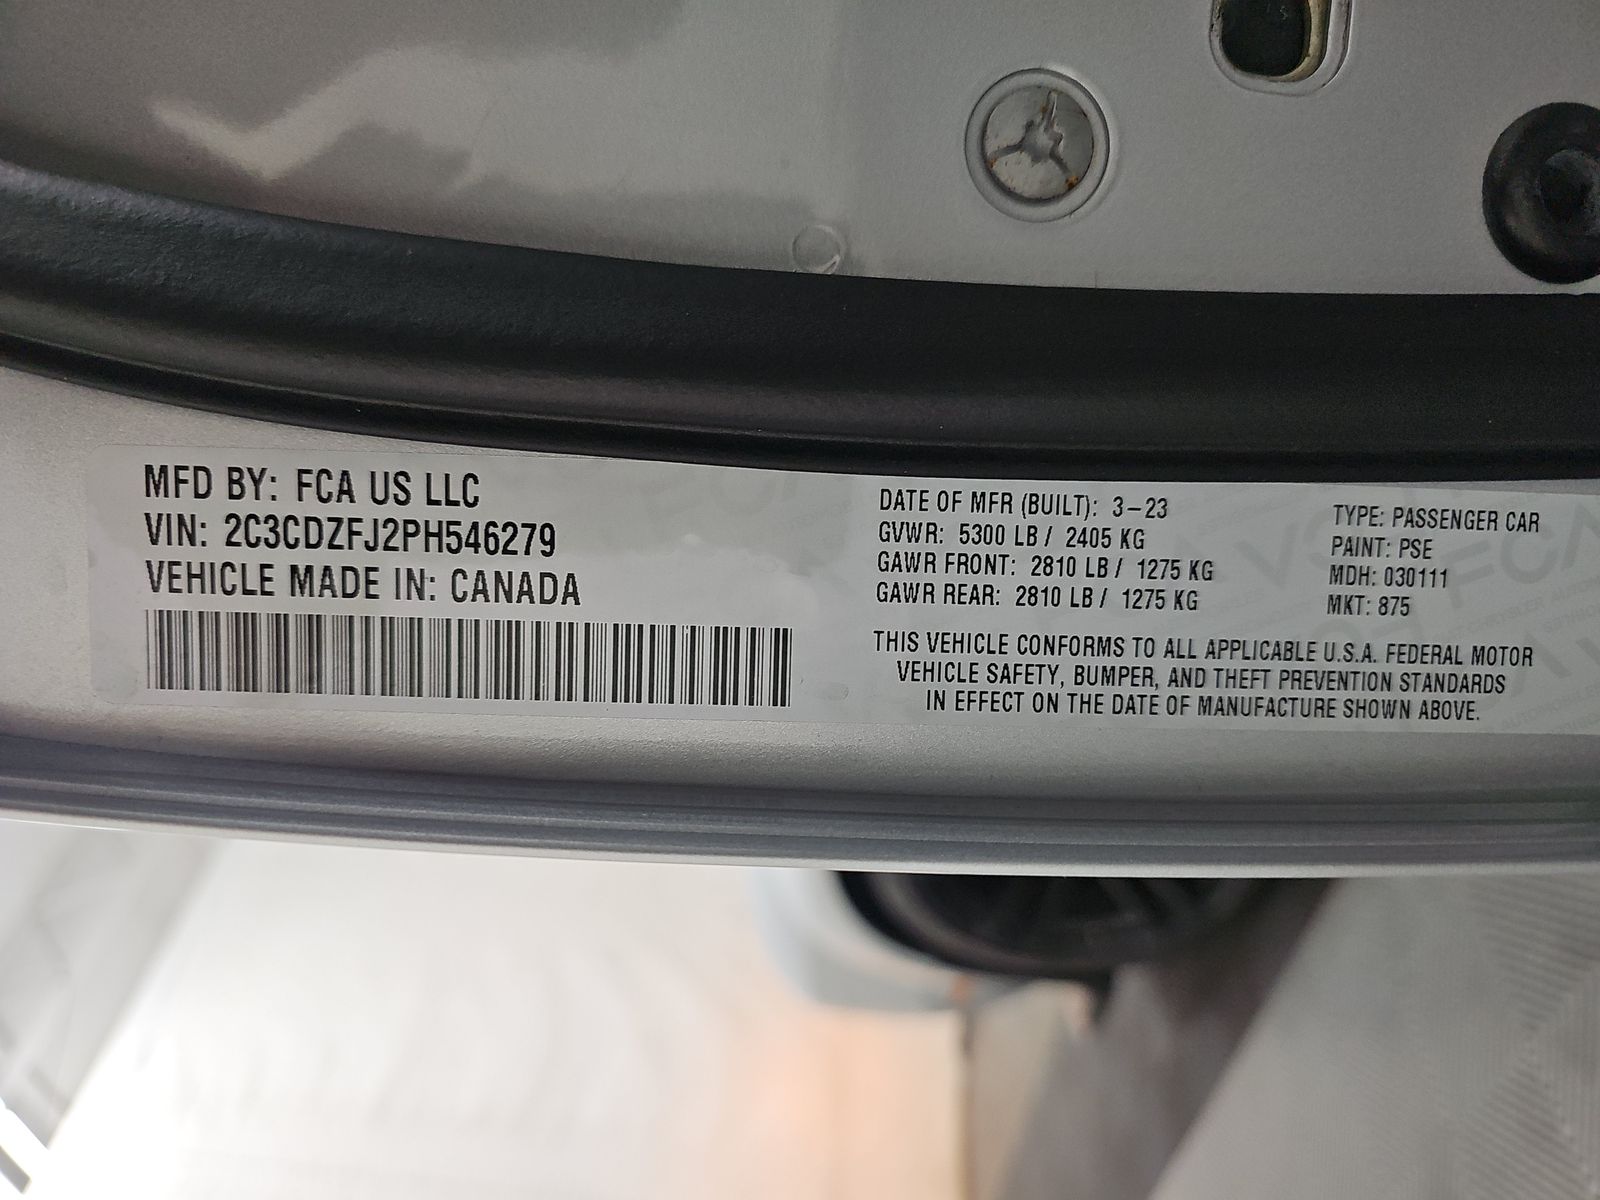 MFD BY: FCA US LLC
VIN: 2C3CDZFJ2PH546279
VEHICLE MADE IN: CANADA
DATE OF MFR (BUILT): 3-23
GVWR: 5300 LB / 2405 KG
GAWR FRONT: 2810 LB / 1275 KG
GAWR REAR: 2810 LB / 1275 KG
TYPE: PASSENGER CAR
PAINT: PSE
MDH: 030111
MKT: 875
THIS VEHICLE CONFORMS TO ALL APPLICABLE U.S.A. FEDERAL MOTOR
VEHICLE SAFETY, BUMPER, AND THEFT PREVENTION STANDARDS
IN EFFECT ON THE DATE OF MANUFACTURE SHOWN ABOVE.